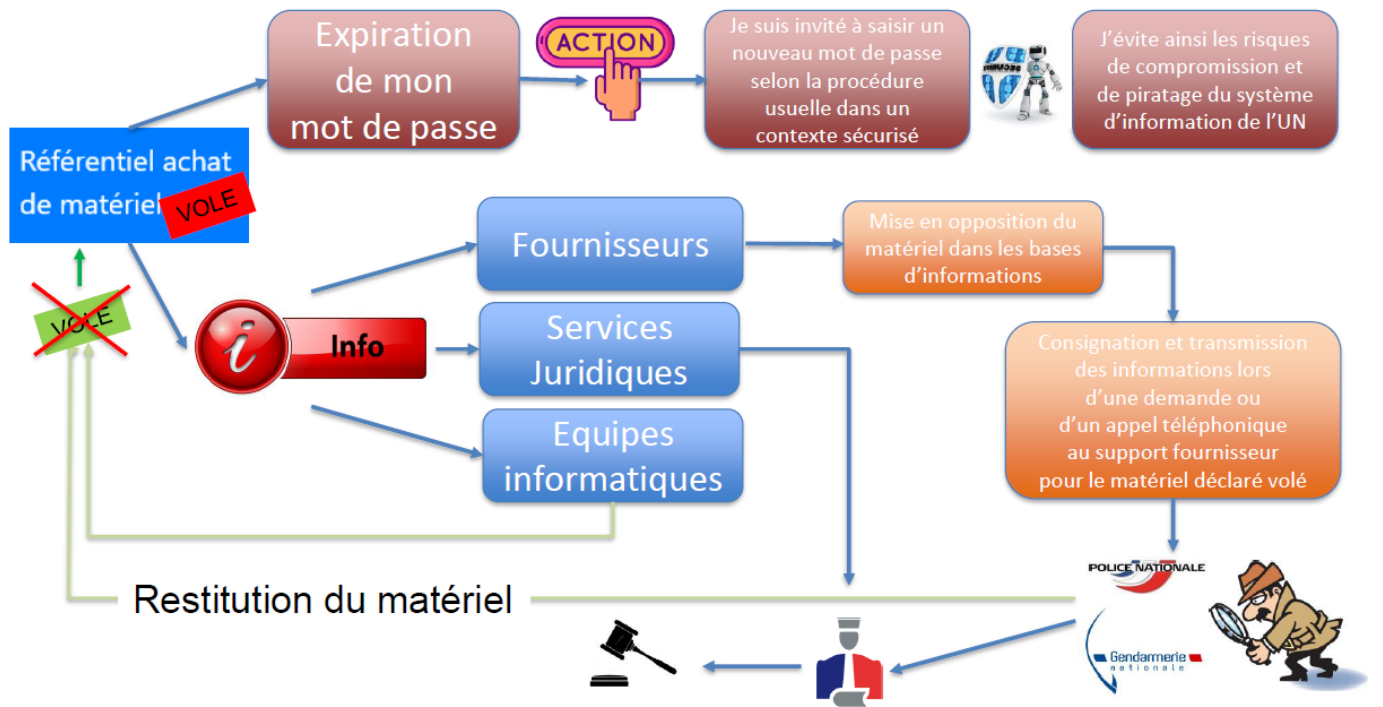 Expiration
de mon
mot de passe
ACTION
Je suis invité à saisir un
nouveau mot de passe
selon la procédure
usuelle dans un
contexte sécurisé
J'évite ainsi les risques
de compromission et
de piratage du système
d'information de l'UN
Référentiel achat
de matériel
VOLE
VOLE
i
Info
Fournisseurs
Services
Juridiques
Equipes
informatiques
Mise en opposition du
matériel dans les bases
d'informations
Consignation et transmission
des informations lors
d'une demande ou
d'un appel téléphonique
au support fournisseur
pour le matériel déclaré volé
Restitution du matériel
POLICE NATIONALE
Gendarmerie
nationale